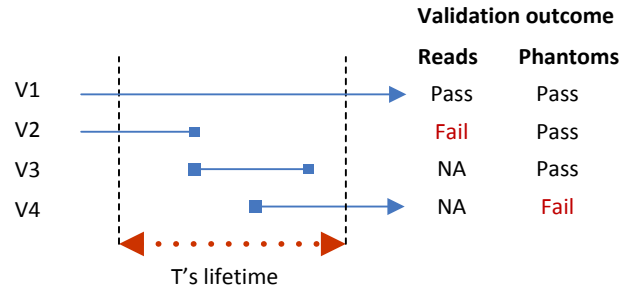 Validation outcome
Reads Phantoms
V1 Pass Pass
V2 Fail Pass
V3 NA Pass
V4 NA Fail
T's lifetime